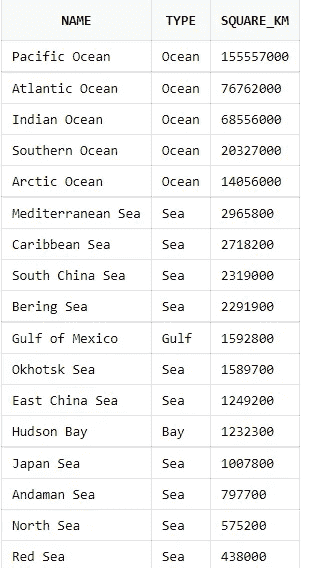 NAME TYPE SQUARE_KM
Pacific Ocean Ocean 155557000
Atlantic Ocean Ocean 76762000
Indian Ocean Ocean 68556000
Southern Ocean Ocean 20327000
Arctic Ocean Ocean 14056000
Mediterranean Sea Sea 2965800
Caribbean Sea Sea 2718200
South China Sea Sea 2319000
Bering Sea Sea 2291900
Gulf of Mexico Gulf 1592800
Okhotsk Sea Sea 1589700
East China Sea Sea 1249200
Hudson Bay Bay 1232300
Japan Sea Sea 1007800
Andaman Sea Sea 797700
North Sea Sea 575200
Red Sea Sea 438000